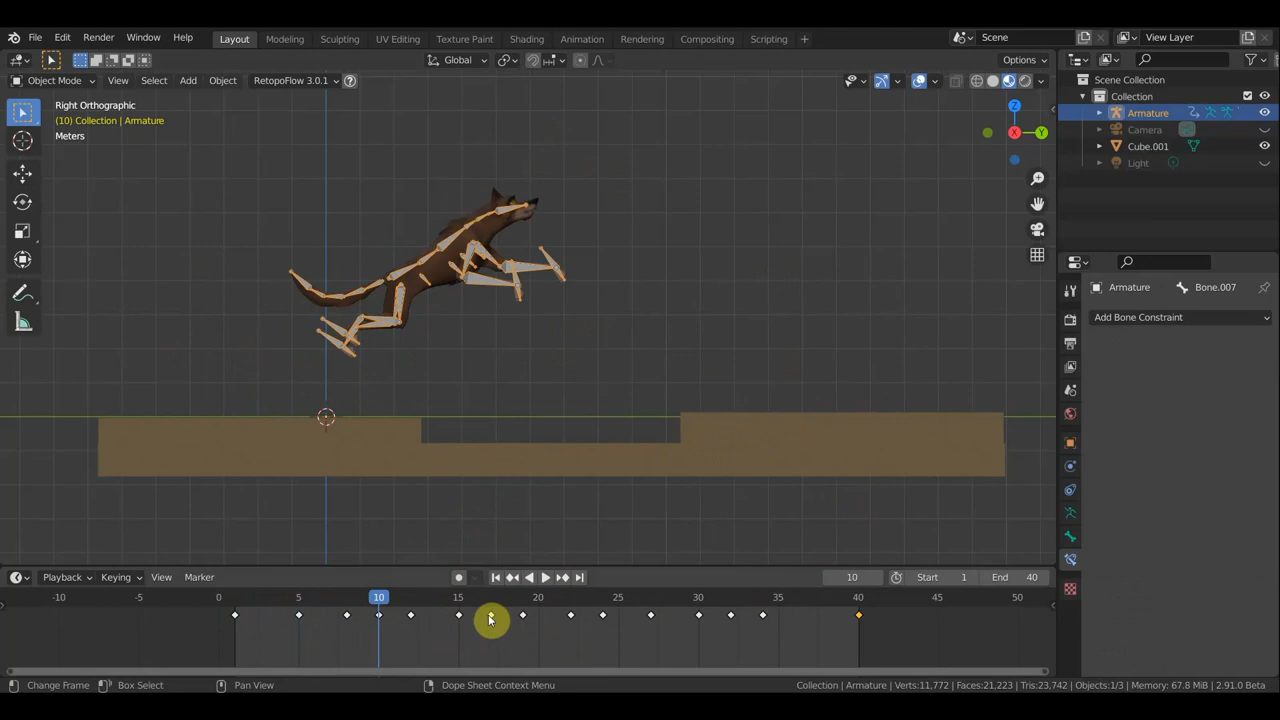 File Edit Render Window Help Layout Modeling Sculpting UV Editing Texture Paint Shading Animation Rendering Compositing Scripting + Scene View Layer
Global Options
Object Mode View Select Add Object RetopoFlow 3.0.1 ?
Right Orthographic
(10) Collection | Armature
Meters
Z
X
Y
Scene Collection
Collection
Armature
Camera
Cube.001
Light
Armature Bone.007
Add Bone Constraint
Playback Keying View Marker 10 Start 1 End 40
-10 -5 0 5 10 15 20 25 30 35 40 45 50
Change Frame Box Select Pan View Dope Sheet Context Menu Collection | Armature | Verts:11,772 | Faces:21,223 | Tris:23,742 | Objects:1/3 | Memory: 67.8 MiB | 2.91.0 Beta